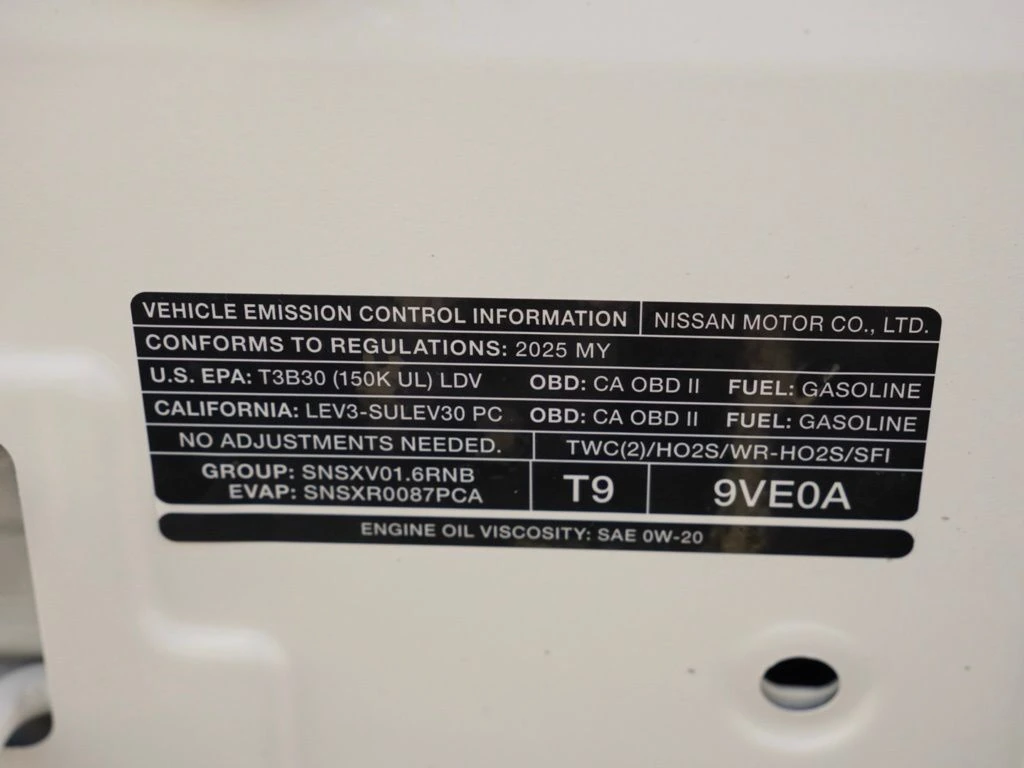 VEHICLE EMISSION CONTROL INFORMATION NISSAN MOTOR CO., LTD.
CONFORMS TO REGULATIONS: 2025 MY
U.S. EPA: T3B30 (150K UL) LDV OBD: CA OBD II FUEL: GASOLINE
CALIFORNIA: LEV3-SULEV30 PC OBD: CA OBD II FUEL: GASOLINE
NO ADJUSTMENTS NEEDED. TWC(2)/HO2S/WR-HO2S/SFI
GROUP: SNSXV01.6RNB
EVAP: SNSXR0087PCA
T9 9VE0A
ENGINE OIL VISCOSITY: SAE 0W-20